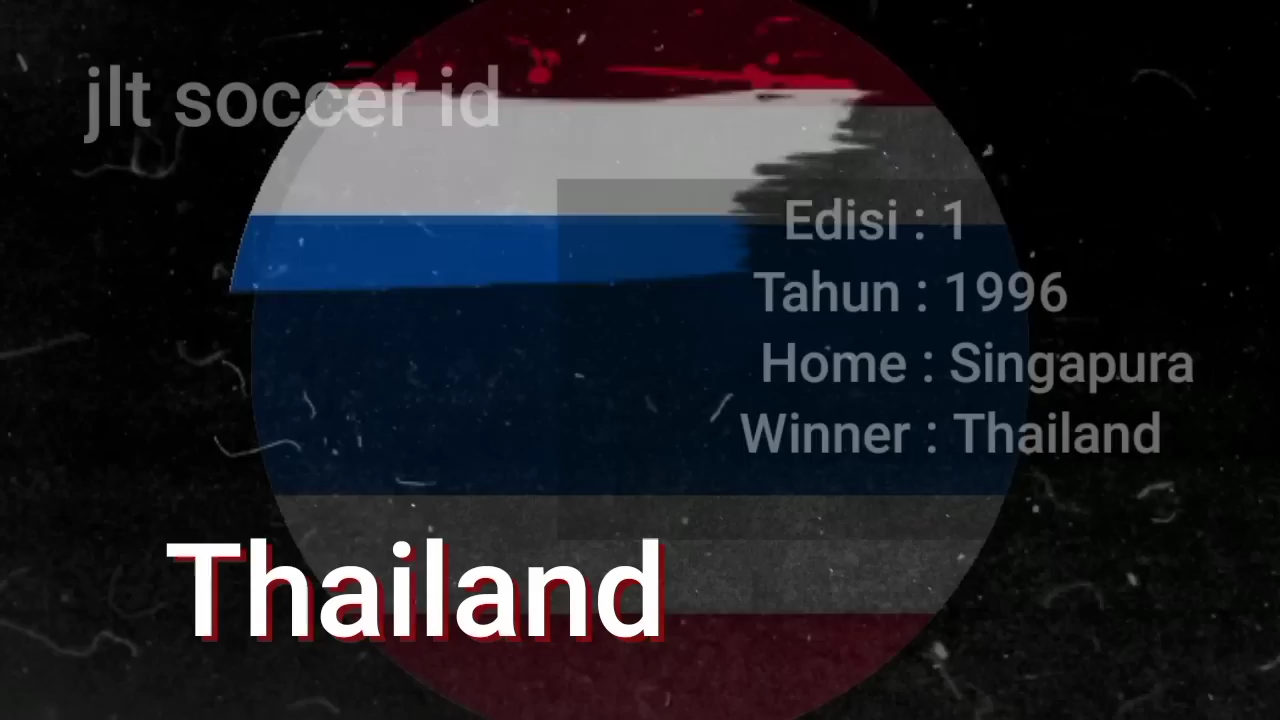 jlt soccer id
Edisi : 1
Tahun : 1996
Home : Singapura
Winner : Thailand
Thailand